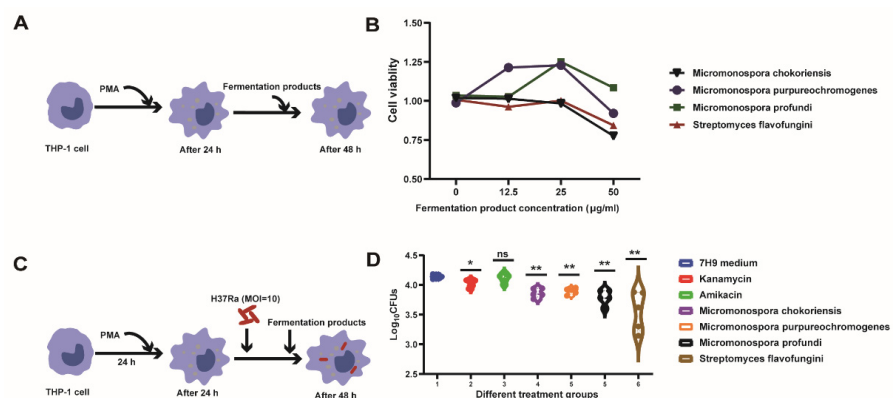 A
PMA
Fermentation products
THP-1 cell
After 24 h
After 48 h
B
Cell viablity
1.50
1.25
1.00
0.75
0.50
0
12.5
25
50
Fermentation product concentration (μg/ml)
Micromonospora chokoriensis
Micromonospora purpureochromogenes
Micromonospora profundi
Streptomyces flavofungini
C
H37Ra (MOI=10)
PMA
Fermentation products
24 h
THP-1 cell
After 24 h
After 48 h
D
Log10CFUs
4.5
4.0
3.5
3.0
2.5
*
ns
**
**
**
**
1
2
3
4
5
5
6
Different treatment groups
7H9 medium
Kanamycin
Amikacin
Micromonospora chokoriensis
Micromonospora purpureochromogenes
Micromonospora profundi
Streptomyces flavofungini